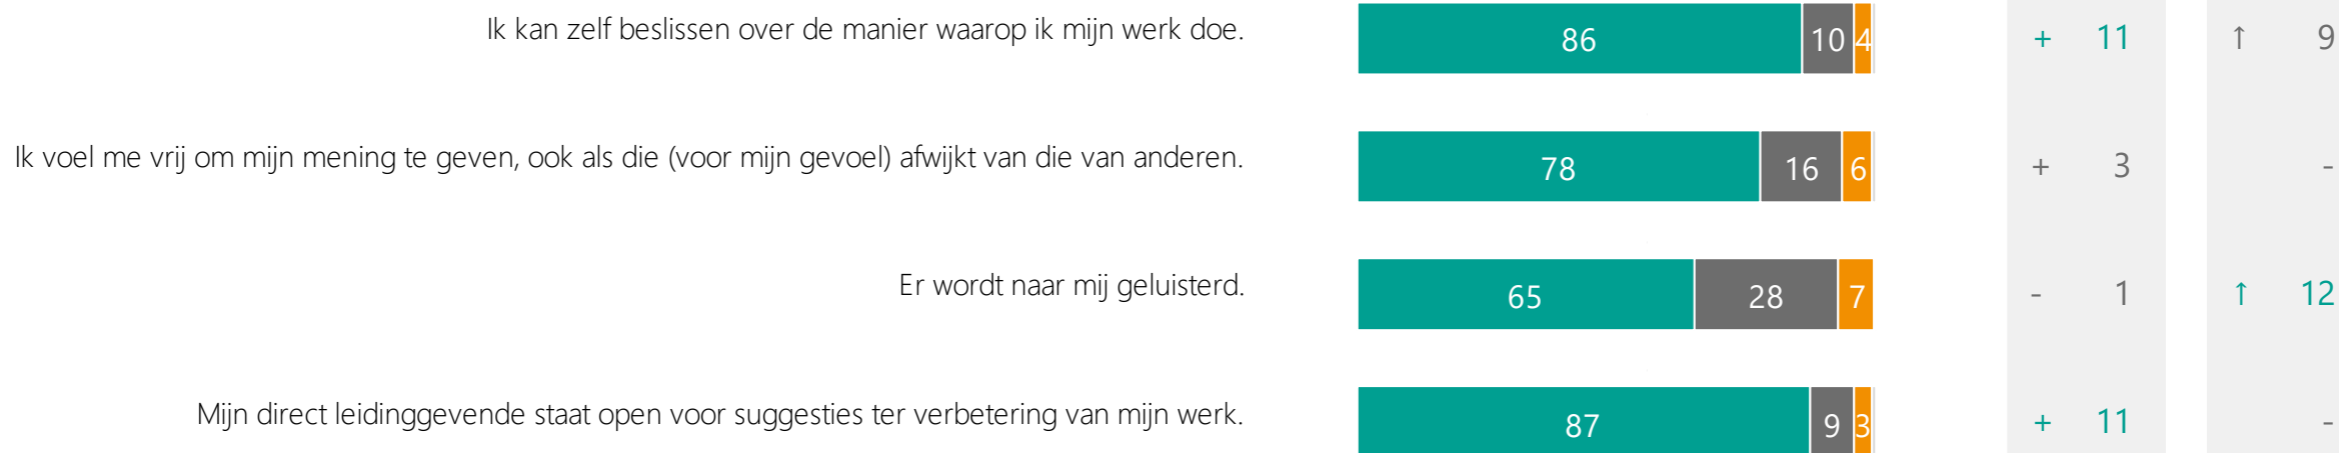 Ik kan zelf beslissen over de manier waarop ik mijn werk doe. 86 10 4 + 11 ↑ 9
Ik voel me vrij om mijn mening te geven, ook als die (voor mijn gevoel) afwijkt van die van anderen. 78 16 6 + 3 -
Er wordt naar mij geluisterd. 65 28 7 - 1 ↑ 12
Mijn direct leidinggevende staat open voor suggesties ter verbetering van mijn werk. 87 9 3 + 11 -